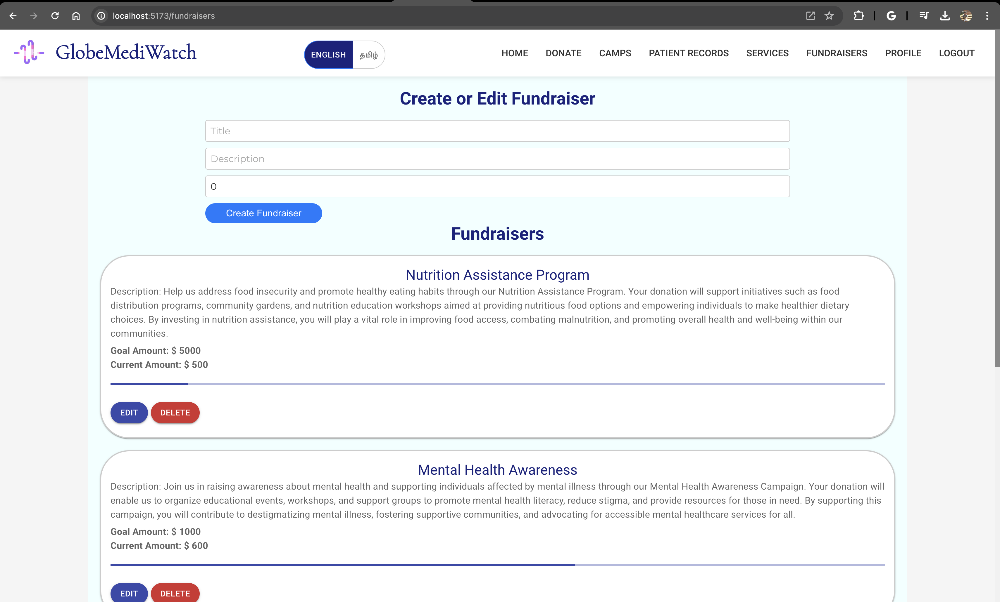 localhost:5173/fundraisers
GlobeMediWatch
ENGLISH தமிழ்
HOME DONATE CAMPS PATIENT RECORDS SERVICES FUNDRAISERS PROFILE LOGOUT
Create or Edit Fundraiser
Title
Description
0
Create Fundraiser
Fundraisers
Nutrition Assistance Program
Description: Help us address food insecurity and promote healthy eating habits through our Nutrition Assistance Program. Your donation will support initiatives such as food
distribution programs, community gardens, and nutrition education workshops aimed at providing nutritious food options and empowering individuals to make healthier dietary
choices. By investing in nutrition assistance, you will play a vital role in improving food access, combating malnutrition, and promoting overall health and well-being within our
communities.
Goal Amount: $ 5000
Current Amount: $ 500
EDIT DELETE
Mental Health Awareness
Description: Join us in raising awareness about mental health and supporting individuals affected by mental illness through our Mental Health Awareness Campaign. Your donation will
enable us to organize educational events, workshops, and support groups to promote mental health literacy, reduce stigma, and provide resources for those in need. By supporting this
campaign, you will contribute to destigmatizing mental illness, fostering supportive communities, and advocating for accessible mental healthcare services for all.
Goal Amount: $ 1000
Current Amount: $ 600
EDIT DELETE